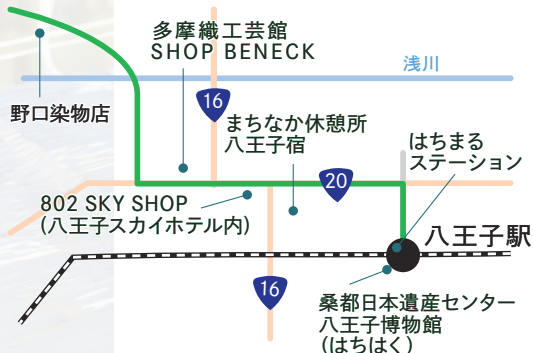 多摩織工芸館
SHOP BENECK
浅川
野口染物店
16
まちなか休憩所
八王子宿
はちまる
ステーション
20
802 SKY SHOP
(八王子スカイホテル内)
八王子駅
16
桑都日本遺産センター
八王子博物館
(はちはく)